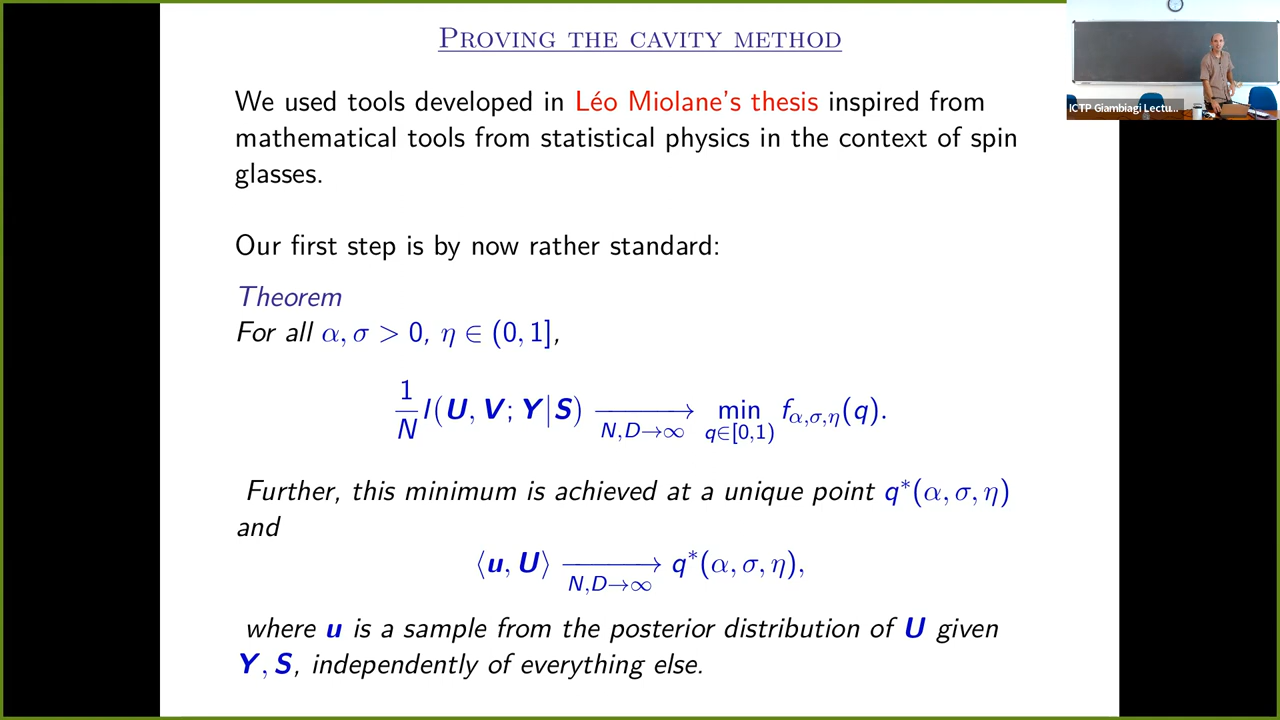 PROVING THE CAVITY METHOD
We used tools developed in Léo Miolane's thesis inspired from
mathematical tools from statistical physics in the context of spin
glasses.
Our first step is by now rather standard:
Theorem
For all α, σ > 0, η ∈ (0, 1],
1/N I(U, V; Y|S) ⟶ N,D→∞ min q∈[0,1) f_{α,σ,η}(q).
Further, this minimum is achieved at a unique point q*(α, σ, η)
and
⟨u, U⟩ ⟶ N,D→∞ q*(α, σ, η),
where u is a sample from the posterior distribution of U given
Y, S, independently of everything else.
ICTP Giambiagi Lectu...